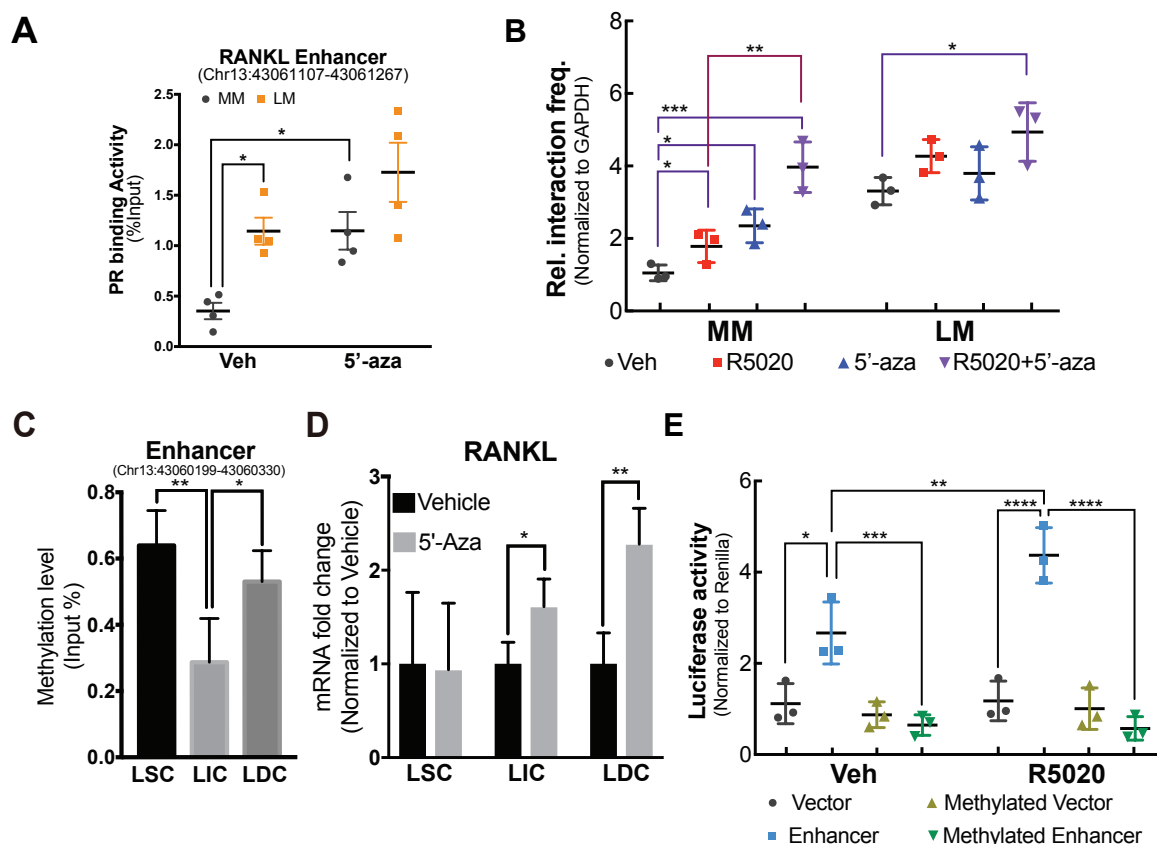 A
RANKL Enhancer
(Chr13:43061107-43061267)
MM LM
PR binding Activity
(%Input)
2.5
2.0
1.5
1.0
0.5
0.0
*
*
Veh 5'-aza
B
Rel. interaction freq.
(Normalized to GAPDH)
8
6
4
2
0
**
***
*
*
*
MM LM
Veh R5020 5'-aza R5020+5'-aza
C
Enhancer
(Chr13:43060199-43060330)
Methylation level
(Input %)
0.8
0.6
0.4
0.2
0.0
** *
LSC LIC LDC
D
RANKL
mRNA fold change
(Normalized to Vehicle)
3
2
1
0
Vehicle
5'-Aza
*
**
LSC LIC LDC
E
Luciferase activity
(Normalized to Renilla)
6
4
2
0
**
* *** **** ****
Veh R5020
Vector Methylated Vector
Enhancer Methylated Enhancer